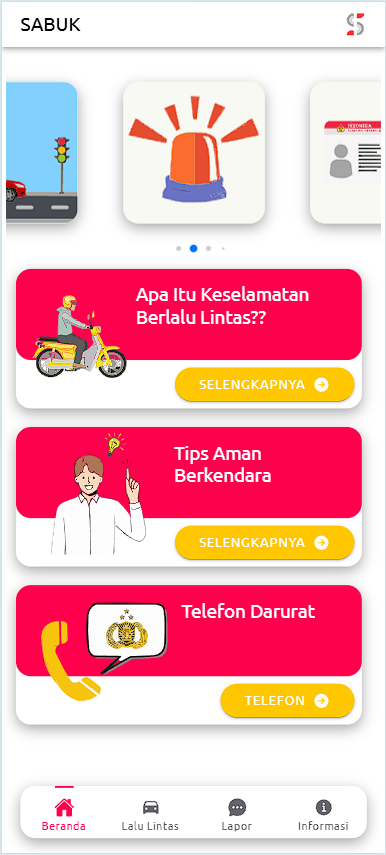 SABUK
INDONESIA
Apa Itu Keselamatan
Berlalu Lintas??
SELENGKAPNYA
Tips Aman
Berkendara
SELENGKAPNYA
Telefon Darurat
TELEFON
Beranda
Lalu Lintas
Lapor
Informasi